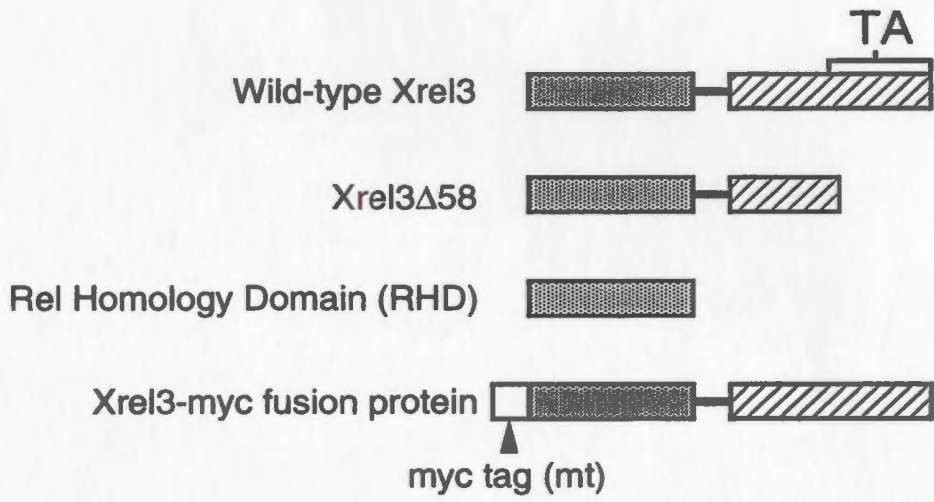 TA
Wild-type Xrel3
Xrel3Δ58
Rel Homology Domain (RHD)
Xrel3-myc fusion protein
myc tag (mt)